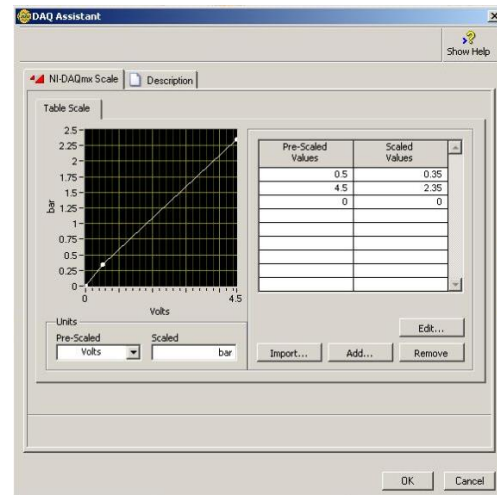 DAQ Assistant
Show Help
NI-DAQmx Scale Description
Table Scale
2.5
2.25
2
1.75
1.5
1.25
1
0.75
0.5
0.25
0
bar
0 4.5
Volts
Pre-Scaled Values Scaled Values
0.5 0.35
4.5 2.35
0 0
Units
Pre-Scaled Scaled
Volts bar
Edit...
Import... Add... Remove
OK Cancel